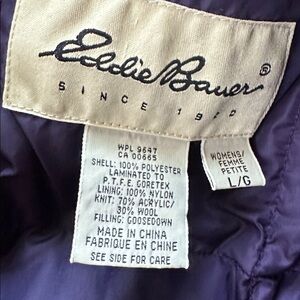 Eddie Bauer®
SINCE 1920
WPL 9647
CA 00665
SHELL: 100% POLYESTER
LAMINATED TO
P.T.F.E. GORETEX
LINING: 100% NYLON
KNIT: 70% ACRYLIC/
30% WOOL
FILLING: GOOSEDOWN
MADE IN CHINA
FABRIQUE EN CHINE
SEE SIDE FOR CARE
WOMENS/
FEMME
PETITE
L/G